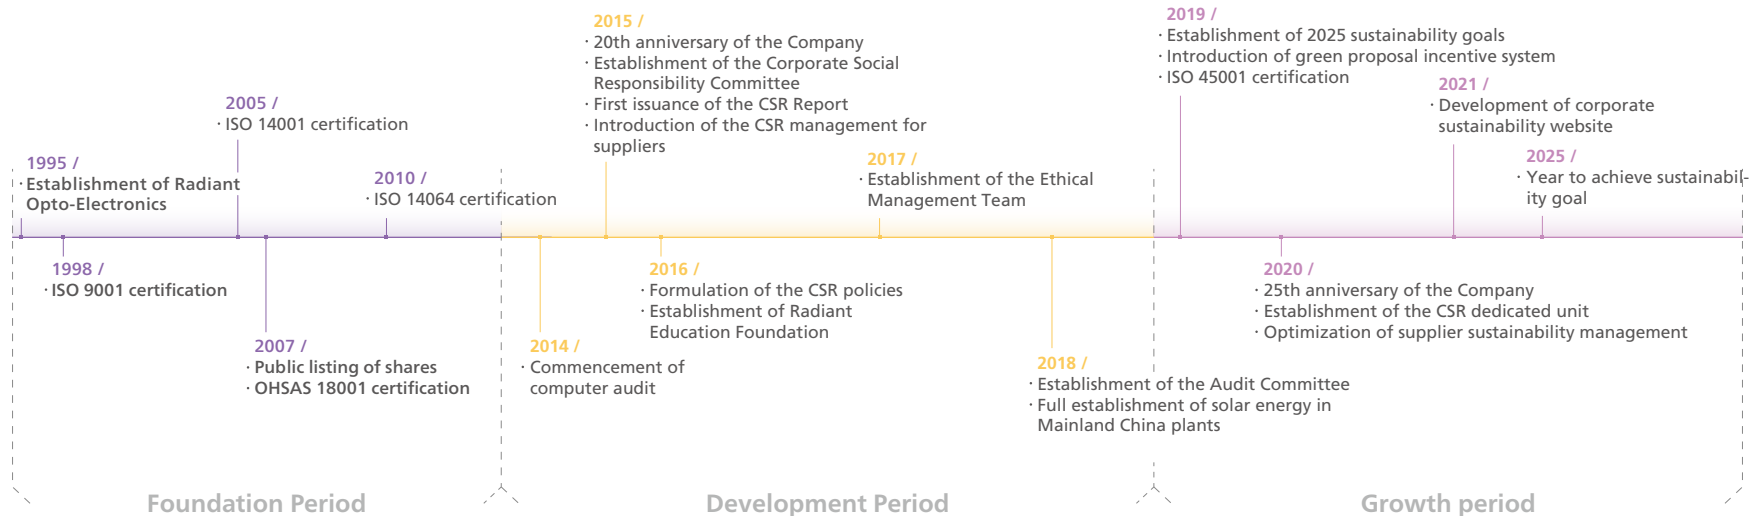 1995 /
· Establishment of Radiant
Opto-Electronics
1998 /
· ISO 9001 certification
2005 /
· ISO 14001 certification
2007 /
· Public listing of shares
· OHSAS 18001 certification
2010 /
· ISO 14064 certification
Foundation Period
2014 /
· Commencement of
computer audit
2015 /
· 20th anniversary of the Company
· Establishment of the Corporate Social
Responsibility Committee
· First issuance of the CSR Report
· Introduction of the CSR management for
suppliers
2016 /
· Formulation of the CSR policies
· Establishment of Radiant
Education Foundation
2017 /
· Establishment of the Ethical
Management Team
2018 /
· Establishment of the Audit Committee
· Full establishment of solar energy in
Mainland China plants
Development Period
2019 /
· Establishment of 2025 sustainability goals
· Introduction of green proposal incentive system
· ISO 45001 certification
2020 /
· 25th anniversary of the Company
· Establishment of the CSR dedicated unit
· Optimization of supplier sustainability management
2021 /
· Development of corporate
sustainability website
2025 /
· Year to achieve sustainabil-
ity goal
Growth period